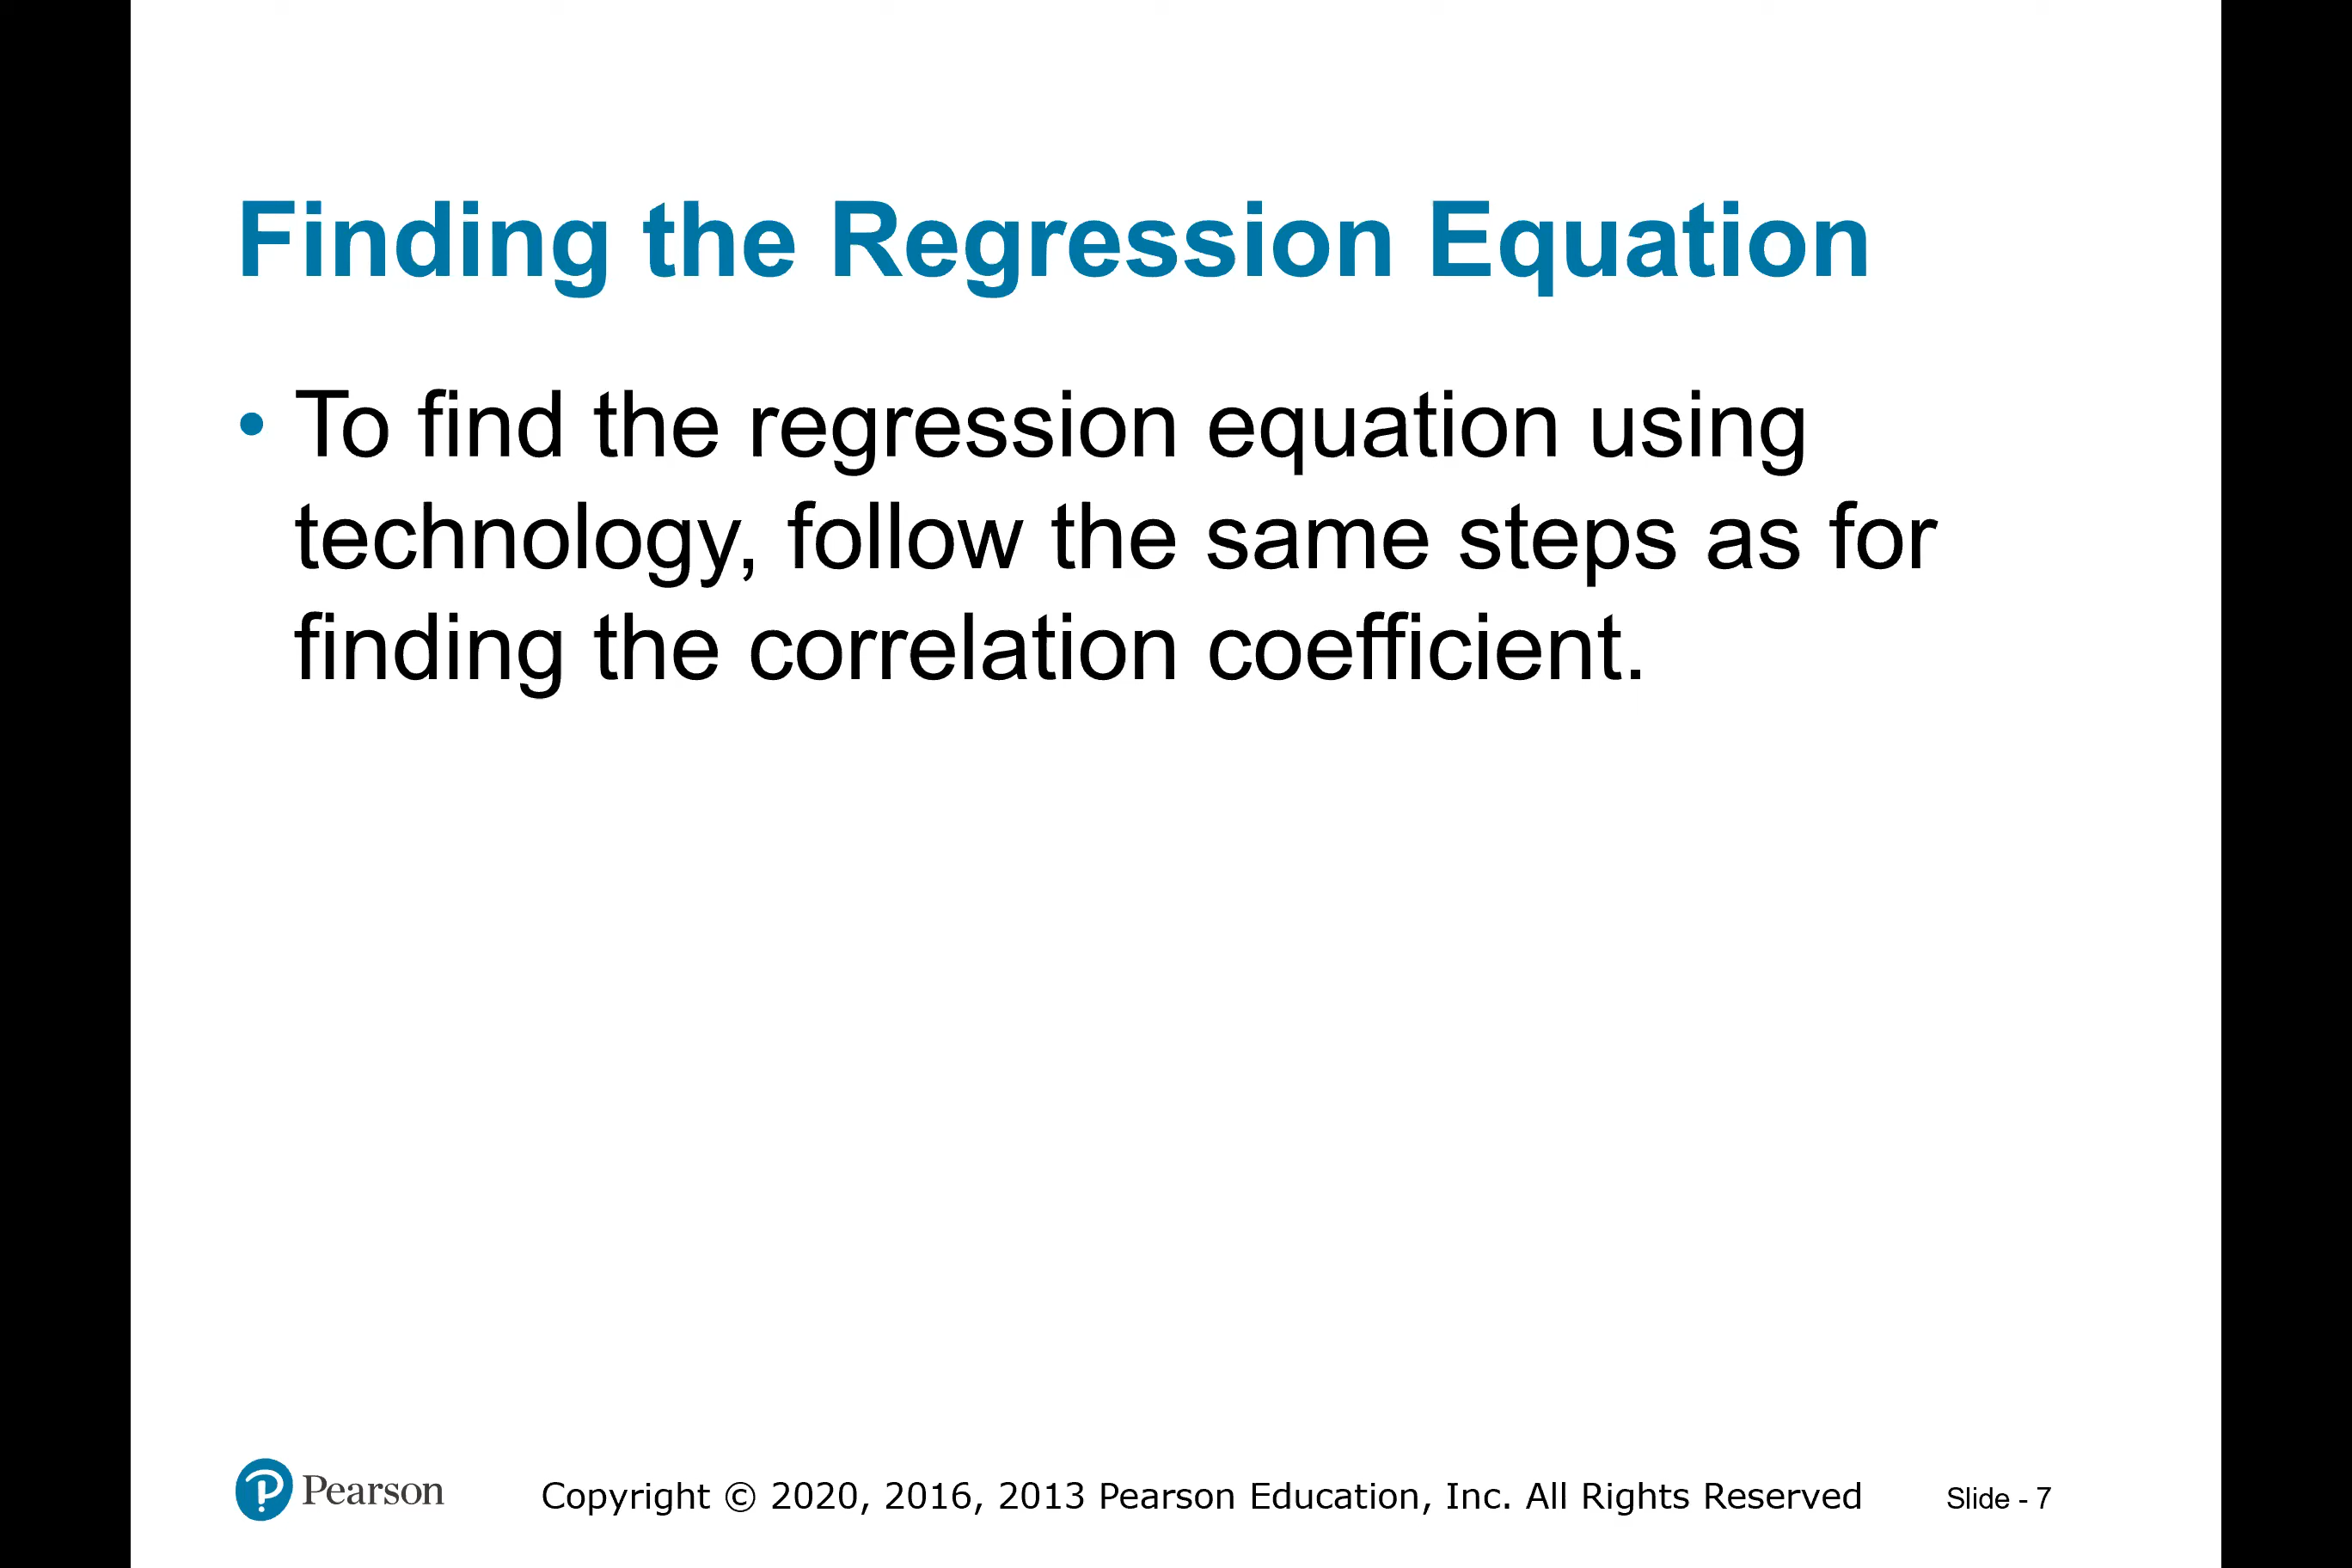 Finding the Regression Equation
• To find the regression equation using
technology, follow the same steps as for
finding the correlation coefficient.
Pearson
Copyright © 2020, 2016, 2013 Pearson Education, Inc. All Rights Reserved
Slide - 7